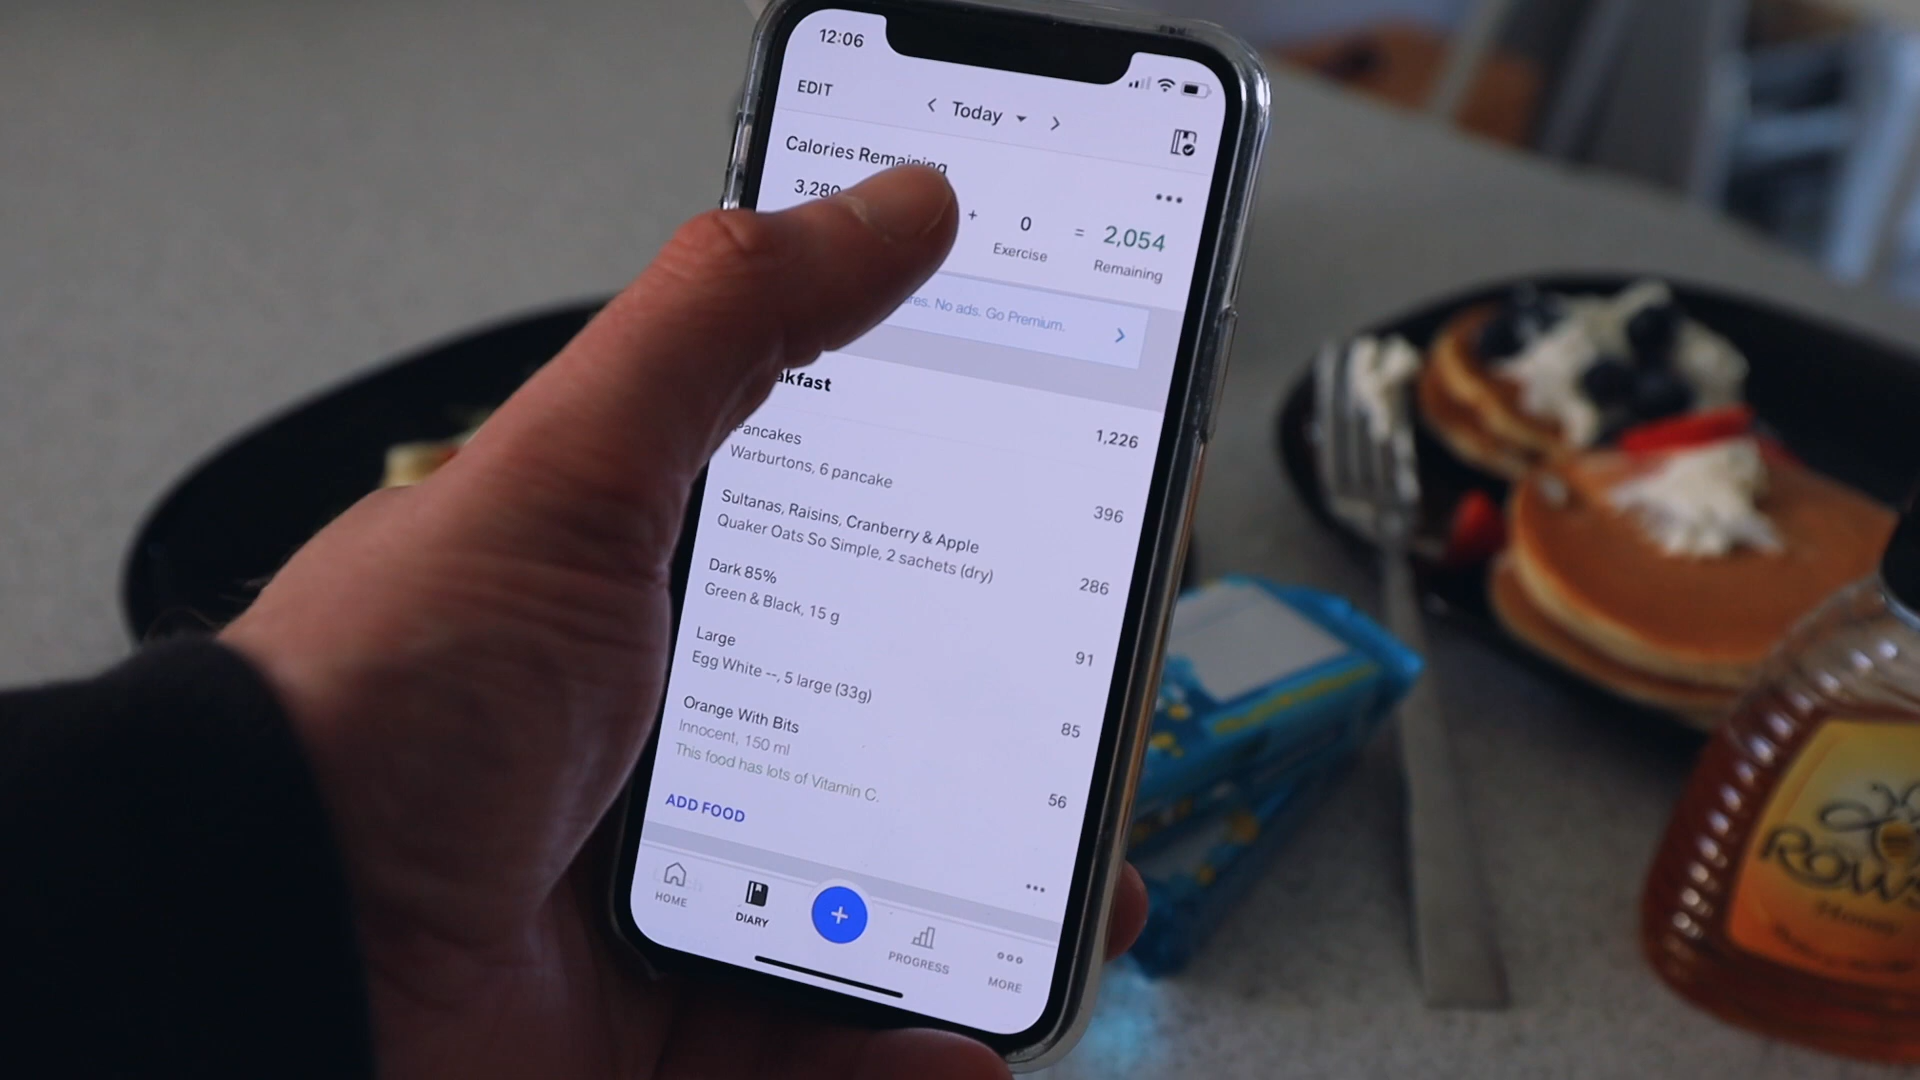 12:06
EDIT
Today
Calories Remaining
3,280
+
0
=
2,054
Exercise
Remaining
No ads. Go Premium.
1,226
Pancakes
Warburtons, 6 pancake
396
Sultanas, Raisins, Cranberry & Apple
Quaker Oats So Simple, 2 sachets (dry)
286
Dark 85%
Green & Black, 15 g
91
Large
Egg White --, 5 large (33g)
85
Orange With Bits
Innocent, 150 ml
56
This food has lots of Vitamin C.
ADD FOOD
HOME
DIARY
+
PROGRESS
MORE